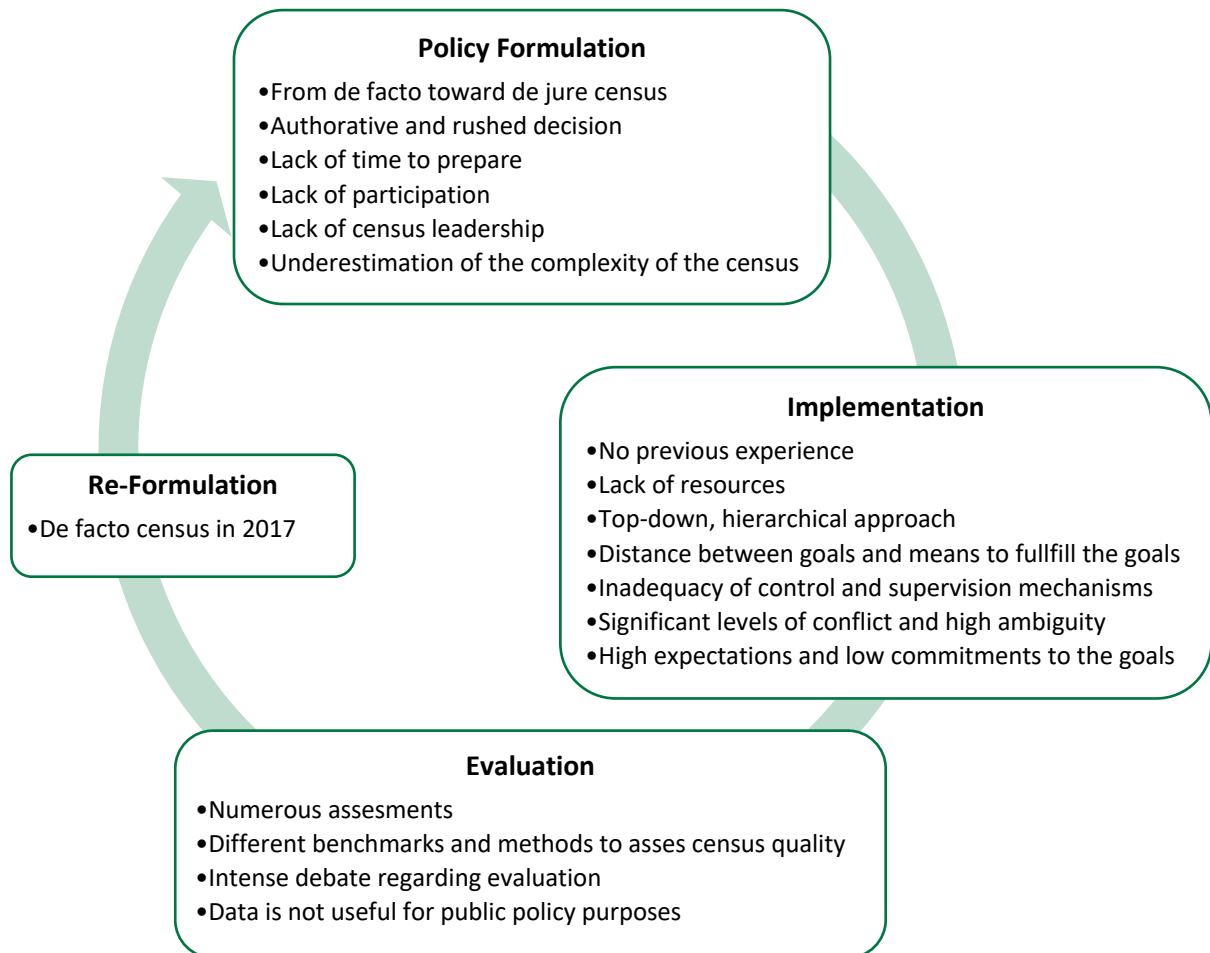 Policy Formulation
•From de facto toward de jure census
•Authorative and rushed decision
•Lack of time to prepare
•Lack of participation
•Lack of census leadership
•Underestimation of the complexity of the census
Implementation
•No previous experience
•Lack of resources
•Top-down, hierarchical approach
•Distance between goals and means to fullfill the goals
•Inadequacy of control and supervision mechanisms
•Significant levels of conflict and high ambiguity
•High expectations and low commitments to the goals
Evaluation
•Numerous assesments
•Different benchmarks and methods to asses census quality
•Intense debate regarding evaluation
•Data is not useful for public policy purposes
Re-Formulation
•De facto census in 2017